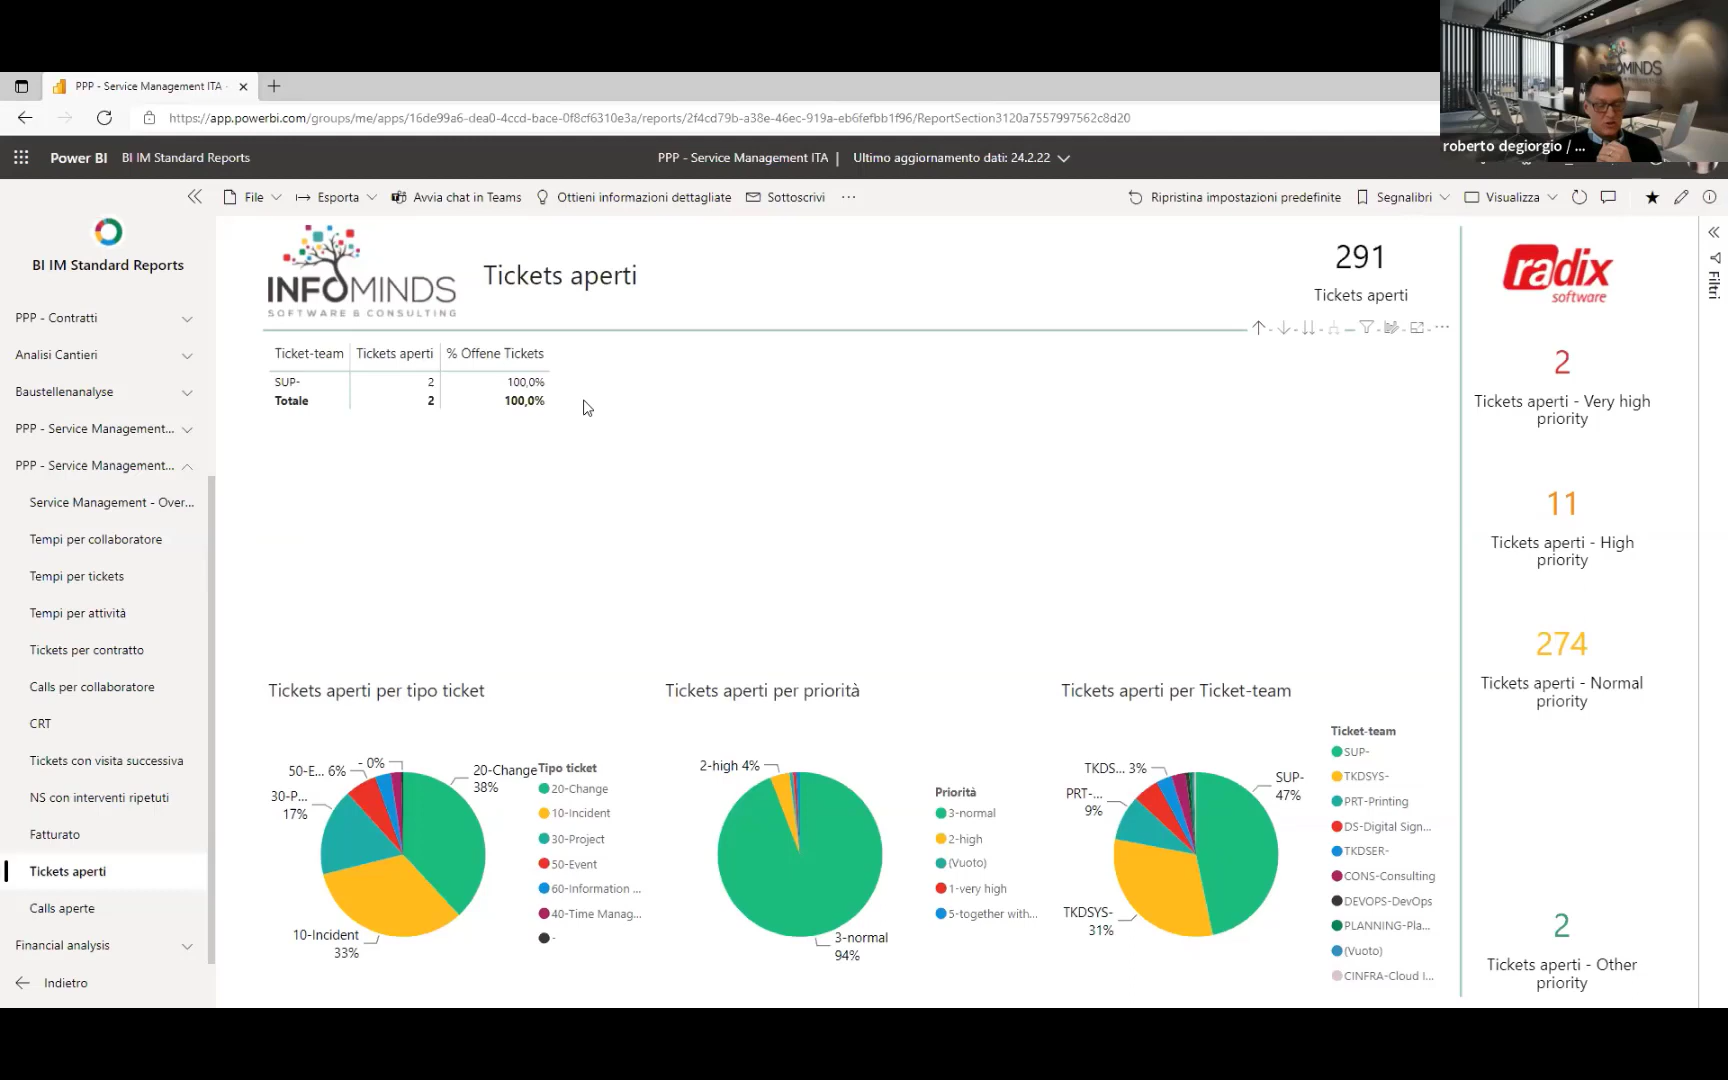 PPP - Service Management ITA
https://app.powerbi.com/groups/me/apps/16de99a6-dea0-4ccd-bace-0f8cf6310e3a/reports/2f4cd79b-a38e-46ec-919a-eb6fefbb1f96/ReportSection3120a7557997562c8d20
roberto degiorgio / ...
Power BI BI IM Standard Reports
PPP - Service Management ITA | Ultimo aggiornamento dati: 24.2.22
File Esporta Avvia chat in Teams Ottieni informazioni dettagliate Sottoscrivi ...
Ripristina impostazioni predefinite Segnalibri Visualizza
BI IM Standard Reports
PPP - Contratti
Analisi Cantieri
Baustellenanalyse
PPP - Service Management...
PPP - Service Management...
Service Management - Over...
Tempi per collaboratore
Tempi per tickets
Tempi per attività
Tickets per contratto
Calls per collaboratore
CRT
Tickets con visita successiva
NS con interventi ripetuti
Fatturato
Tickets aperti
Calls aperte
Financial analysis
Indietro
INFOMINDS
SOFTWARE & CONSULTING
Tickets aperti
291
Tickets aperti
Ticket-team Tickets aperti % Offene Tickets
SUP- 2 100,0%
Totale 2 100,0%
Tickets aperti per tipo ticket
- 0%
50-E... 6%
30-P...
17%
20-Change
38%
10-Incident
33%
Tipo ticket
20-Change
10-Incident
30-Project
50-Event
60-Information ...
40-Time Manag...
-
Tickets aperti per priorità
2-high 4%
3-normal
94%
Priorità
3-normal
2-high
(Vuoto)
1-very high
5-together with...
Tickets aperti per Ticket-team
TKDS... 3%
PRT-...
9%
SUP-
47%
TKDSYS-
31%
Ticket-team
SUP-
TKDSYS-
PRT-Printing
DS-Digital Sign...
TKDSER-
CONS-Consulting
DEVOPS-DevOps
PLANNING-Pla...
(Vuoto)
CINFRA-Cloud I...
radix
software
2
Tickets aperti - Very high
priority
11
Tickets aperti - High
priority
274
Tickets aperti - Normal
priority
2
Tickets aperti - Other
priority
Filtri